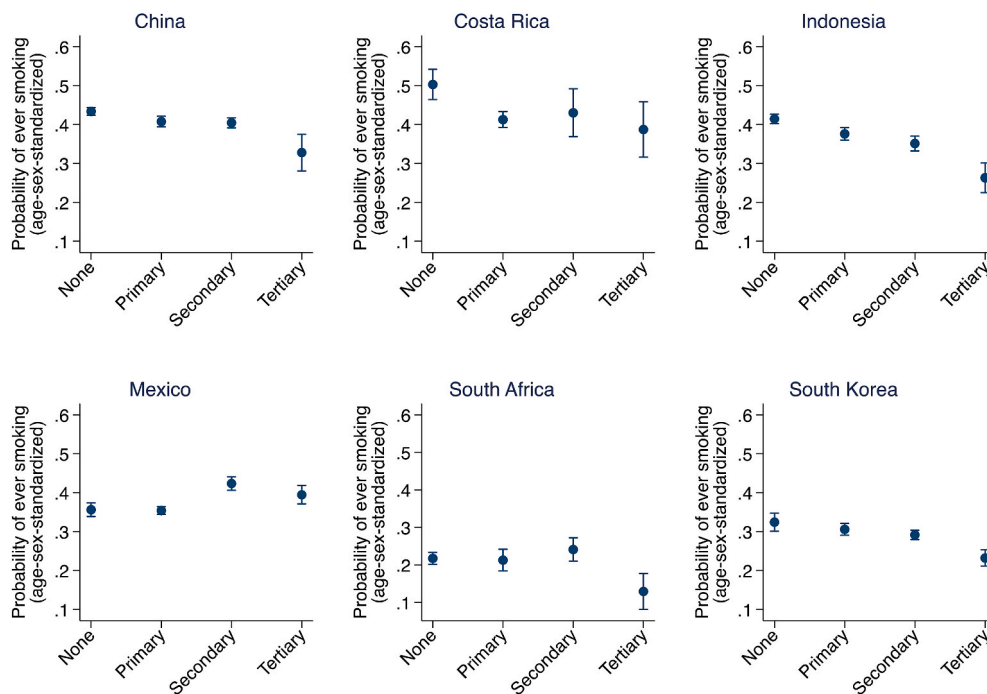 China
Probability of ever smoking
(age-sex-standardized)
.6
.5
.4
.3
.2
.1
None
Primary
Secondary
Tertiary
Costa Rica
Probability of ever smoking
(age-sex-standardized)
.6
.5
.4
.3
.2
.1
None
Primary
Secondary
Tertiary
Indonesia
Probability of ever smoking
(age-sex-standardized)
.6
.5
.4
.3
.2
.1
None
Primary
Secondary
Tertiary
Mexico
Probability of ever smoking
(age-sex-standardized)
.6
.5
.4
.3
.2
.1
None
Primary
Secondary
Tertiary
South Africa
Probability of ever smoking
(age-sex-standardized)
.6
.5
.4
.3
.2
.1
None
Primary
Secondary
Tertiary
South Korea
Probability of ever smoking
(age-sex-standardized)
.6
.5
.4
.3
.2
.1
None
Primary
Secondary
Tertiary